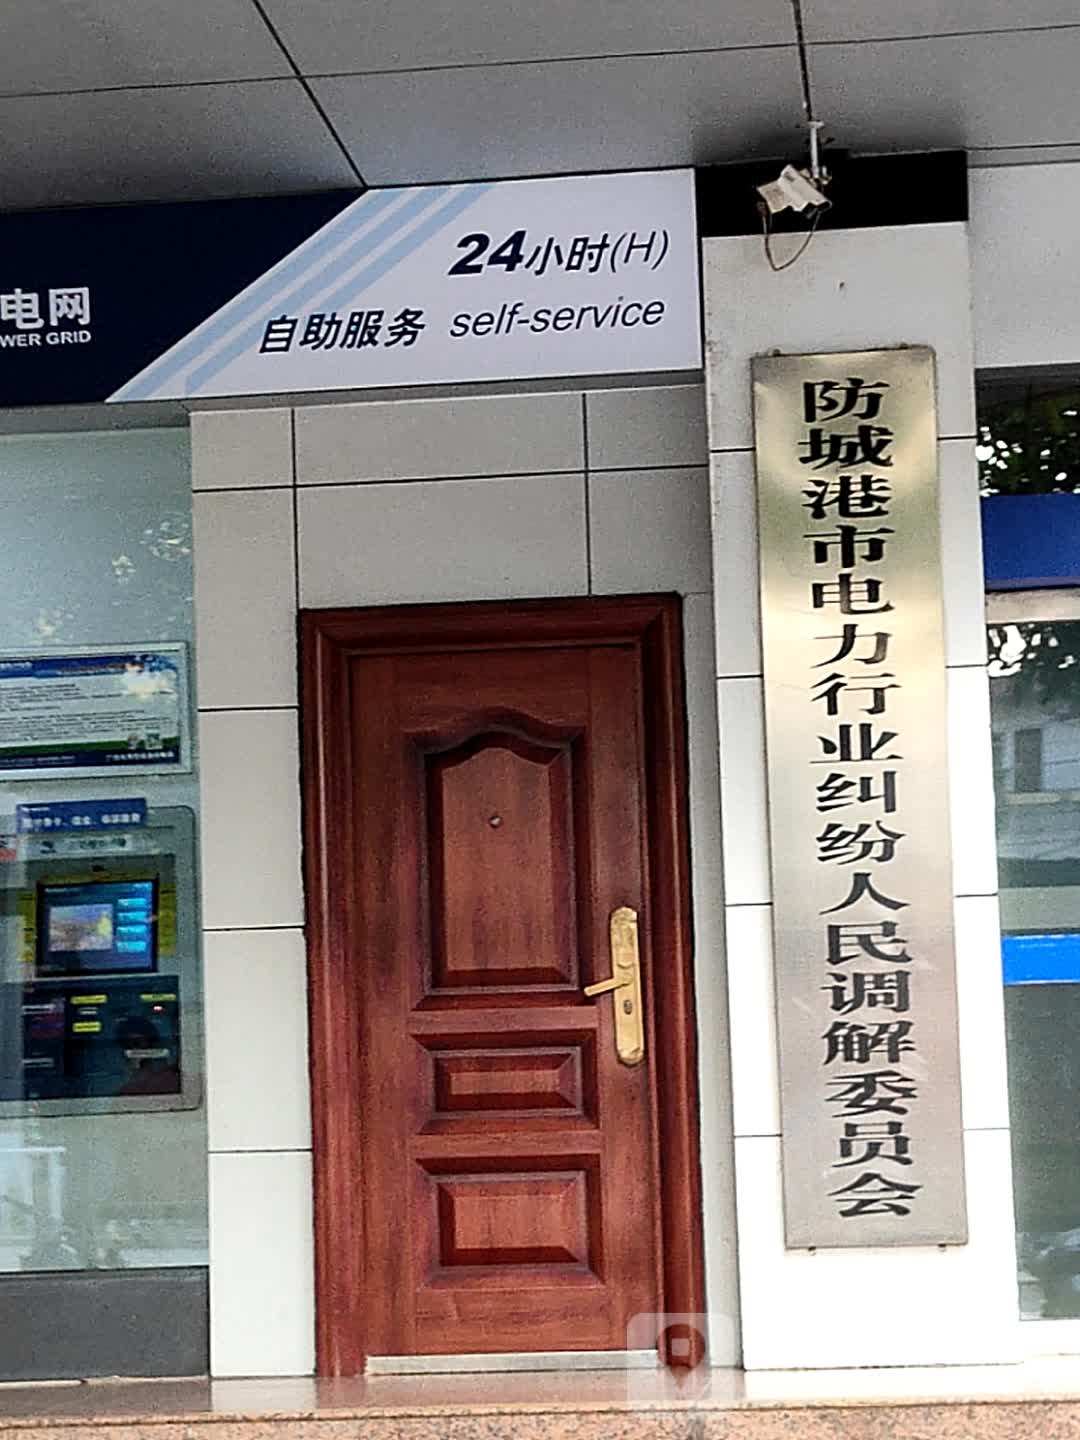 电网
WER GRID
24小时(H)
自助服务 self-service
防城港市电力行业纠纷人民调解委员会